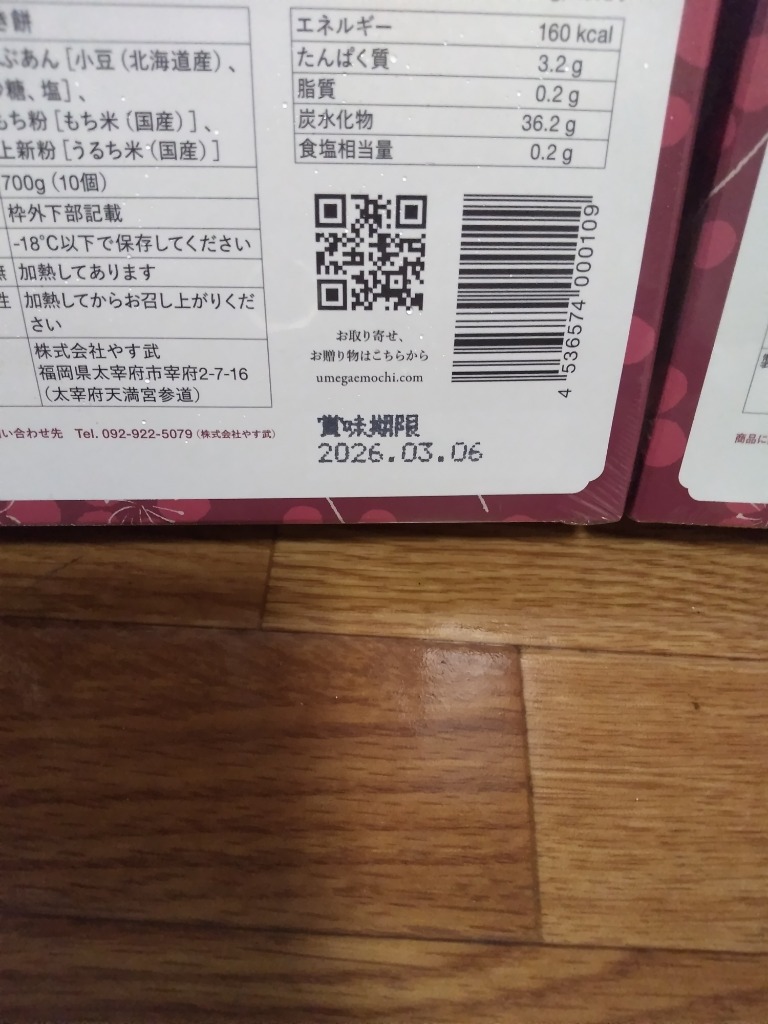 き餅
ぶあん［小豆（北海道産）、
糖、塩］、
もち粉［もち米（国産）］、
上新粉［うるち米（国産）］
700g（10個）
枠外下部記載
-18℃以下で保存してください
無 加熱してあります
性 加熱してからお召し上がりくだ
さい
株式会社やす武
福岡県太宰府市宰府2-7-16
（太宰府天満宮参道）
い合わせ先 Tel. 092-922-5079（株式会社やす武）
エネルギー 160 kcal
たんぱく質 3.2 g
脂質 0.2 g
炭水化物 36.2 g
食塩相当量 0.2 g
お取り寄せ、
お贈り物はこちらから
umegaemochi.com
4 536574 000109
賞味期限
2026.03.06
製
商品に